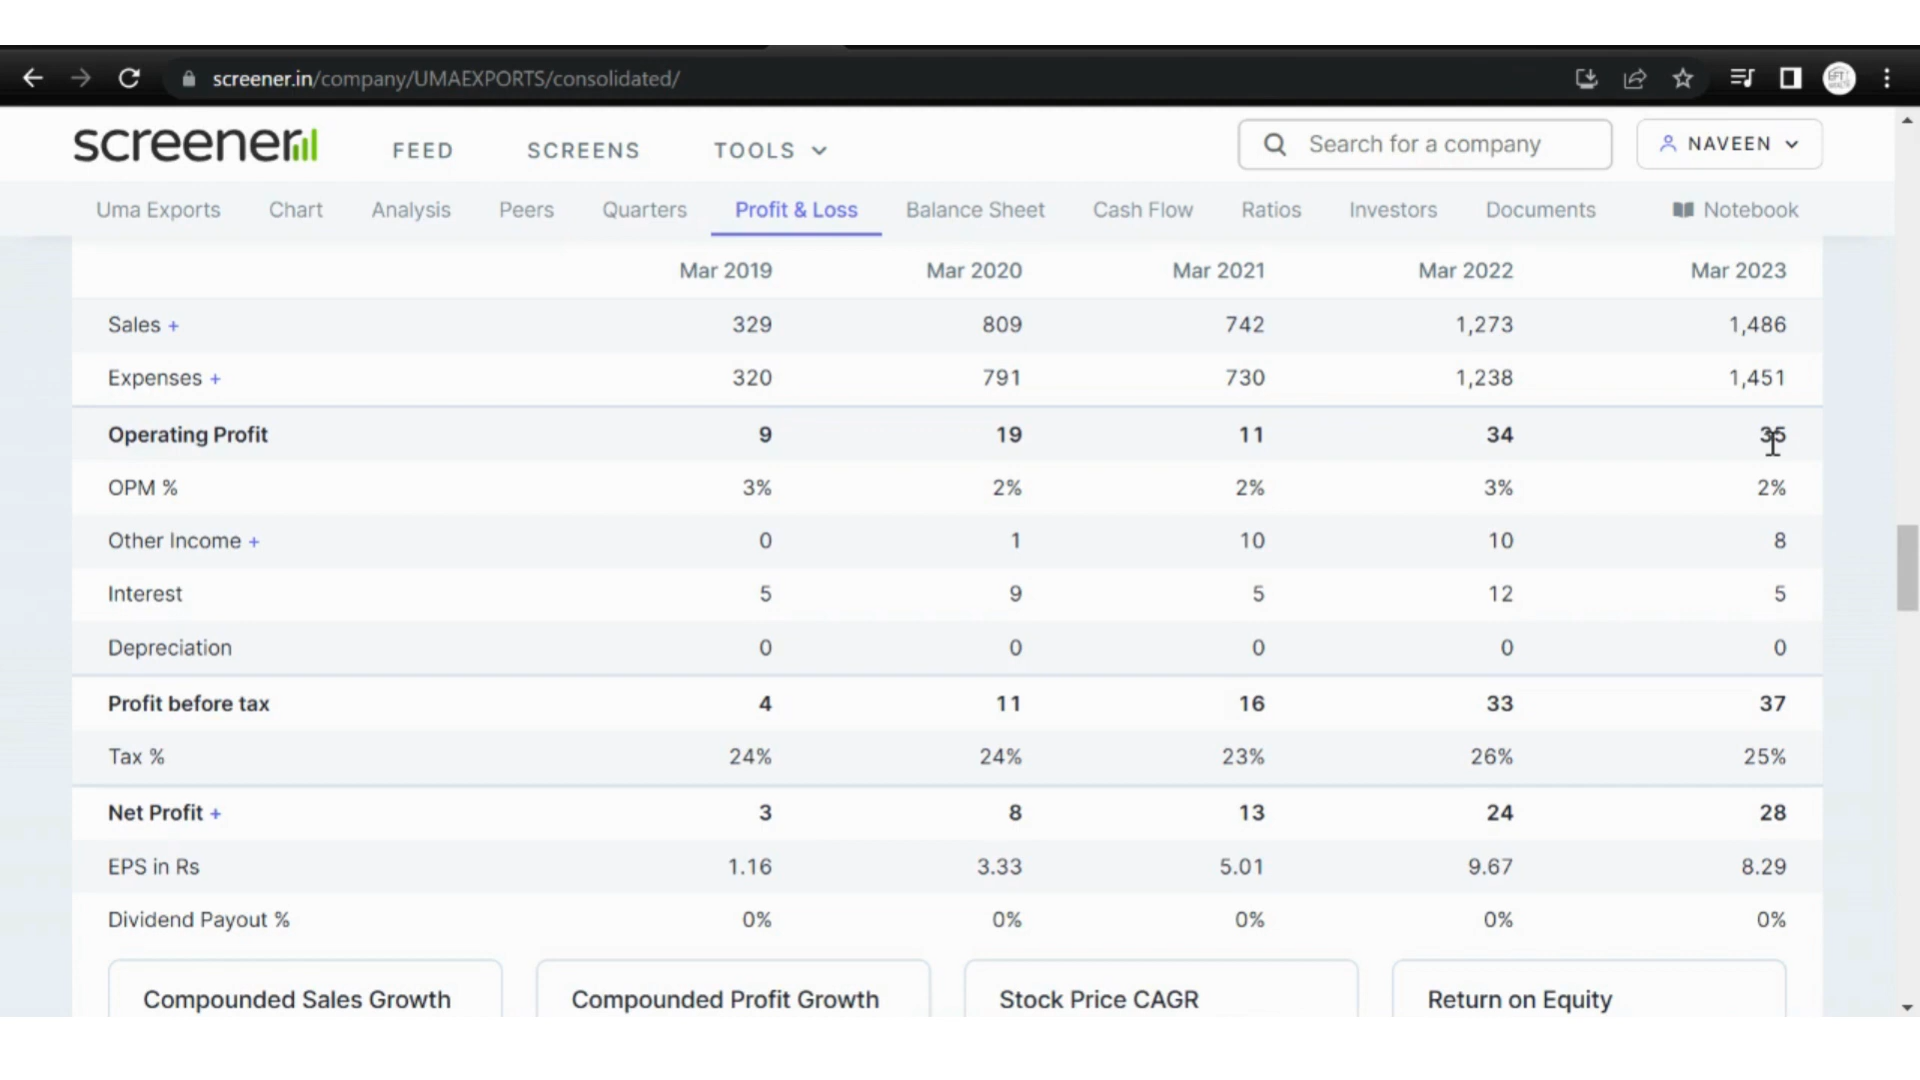 screener.in/company/UMAEXPORTS/consolidated/
screener FEED SCREENS TOOLS Search for a company NAVEEN
Uma Exports Chart Analysis Peers Quarters Profit & Loss Balance Sheet Cash Flow Ratios Investors Documents Notebook
Mar 2019 Mar 2020 Mar 2021 Mar 2022 Mar 2023
Sales + 329 809 742 1,273 1,486
Expenses + 320 791 730 1,238 1,451
Operating Profit 9 19 11 34 35
OPM % 3% 2% 2% 3% 2%
Other Income + 0 1 10 10 8
Interest 5 9 5 12 5
Depreciation 0 0 0 0 0
Profit before tax 4 11 16 33 37
Tax % 24% 24% 23% 26% 25%
Net Profit + 3 8 13 24 28
EPS in Rs 1.16 3.33 5.01 9.67 8.29
Dividend Payout % 0% 0% 0% 0% 0%
Compounded Sales Growth Compounded Profit Growth Stock Price CAGR Return on Equity